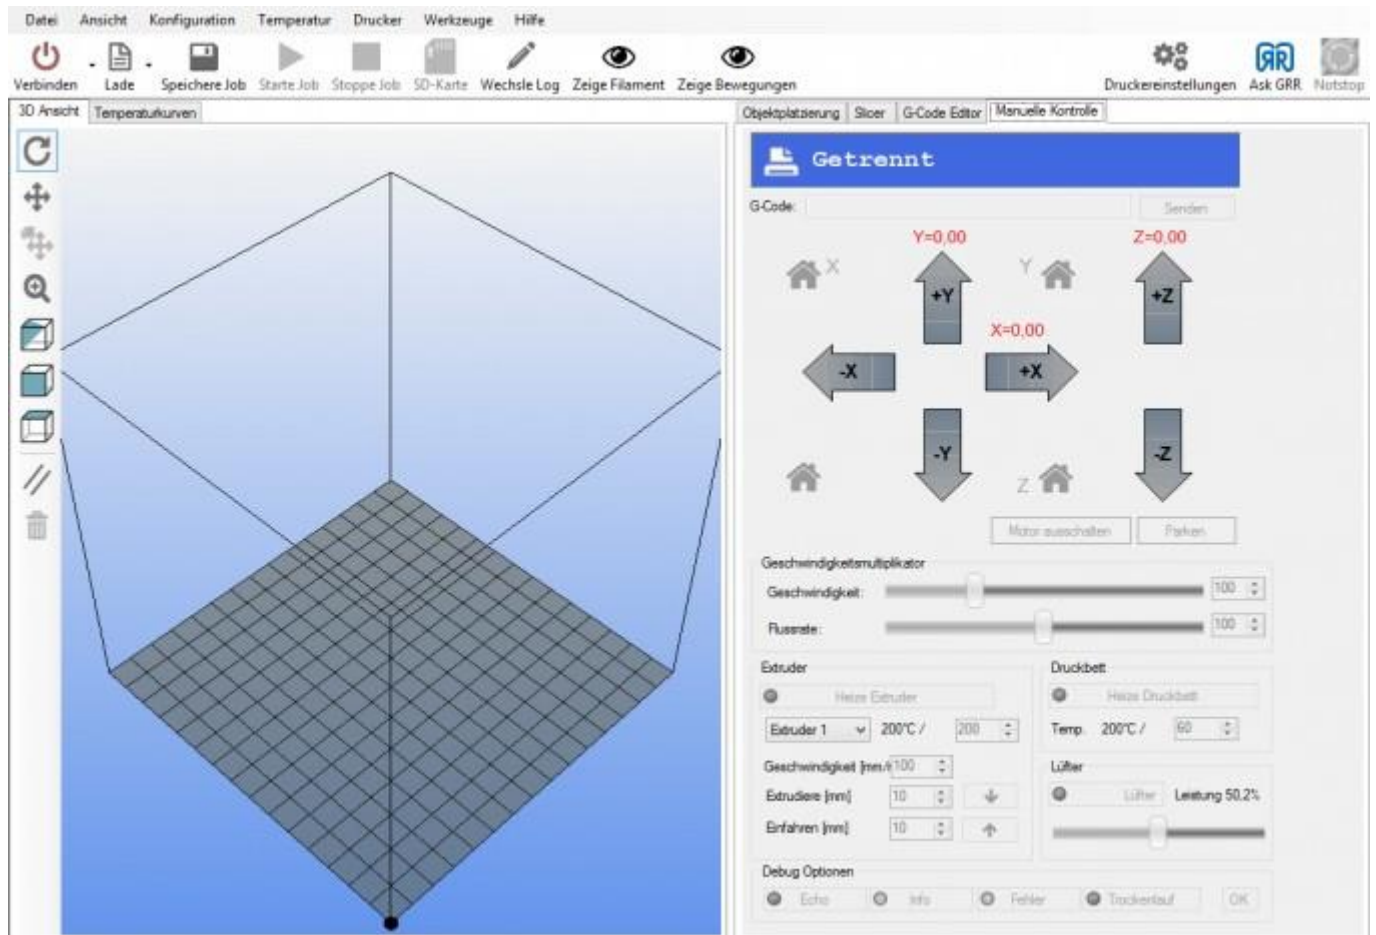 Datei Ansicht Konfiguration Temperatur Drucker Werkzeuge Hilfe
Verbinden Lade Speichere Job Starte Job Stoppe Job SD-Karte Wechsle Log Zeige Filament Zeige Bewegungen Druckereinstellungen Ask GRR Notstop
3D Ansicht Temperaturkurven Objektplatzierung Slicer G-Code Editor Manuelle Kontrolle
Getrennt
G-Code: Senden
Y=0,00 Z=0,00
X Y
+Y +Z
X=0,00
-X +X
-Y -Z
Z
Motor ausschalten Parken
Geschwindigkeitsmultiplikator
Geschwindigkeit: 100
Flussrate: 100
Extruder Druckbett
Heize Extruder Heize Druckbett
Extruder 1 200°C / 200 Temp. 200°C / 60
Geschwindigkeit [mm/ 100 Lüfter
Extrudiere [mm] 10 Lüfter Leistung 50,2%
Einfahren [mm] 10
Debug Optionen
Echo Info Fehler Trockenlauf OK